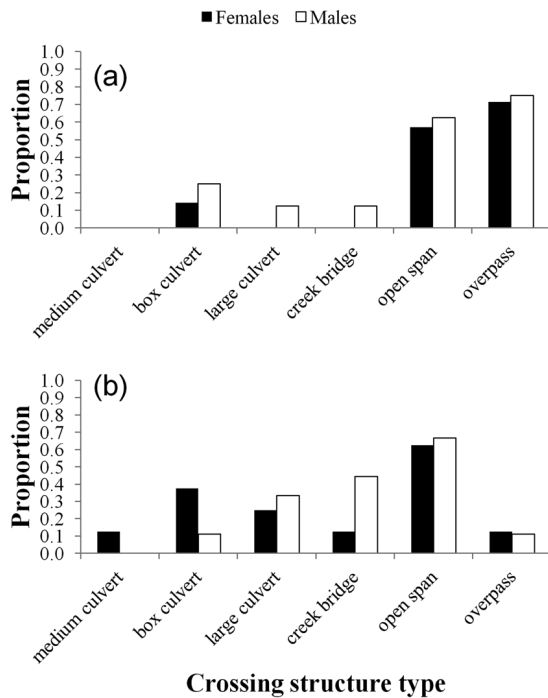 Females Males
(a)
Proportion
1.0
0.9
0.8
0.7
0.6
0.5
0.4
0.3
0.2
0.1
0.0
medium culvert
box culvert
large culvert
creek bridge
open span
overpass
(b)
Proportion
1.0
0.9
0.8
0.7
0.6
0.5
0.4
0.3
0.2
0.1
0.0
medium culvert
box culvert
large culvert
creek bridge
open span
overpass
Crossing structure type